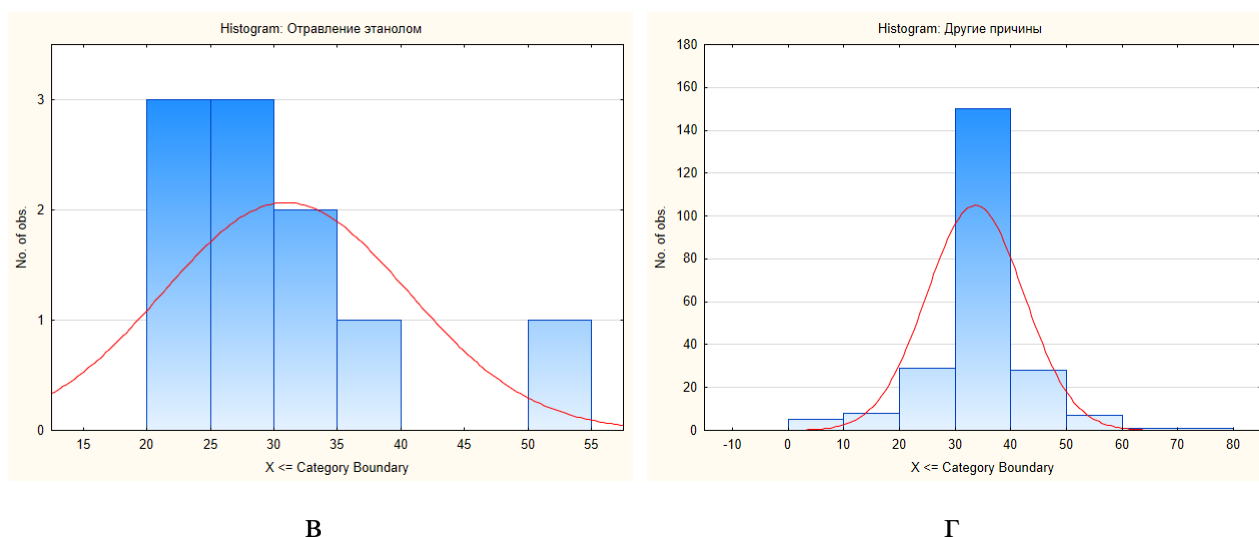 Histogram: Отравление этанолом
No. of obs.
3
2
1
0
15 20 25 30 35 40 45 50 55
X <= Category Boundary
В
Histogram: Другие причины
No. of obs.
180
160
140
120
100
80
60
40
20
0
-10 0 10 20 30 40 50 60 70 80
X <= Category Boundary
Г